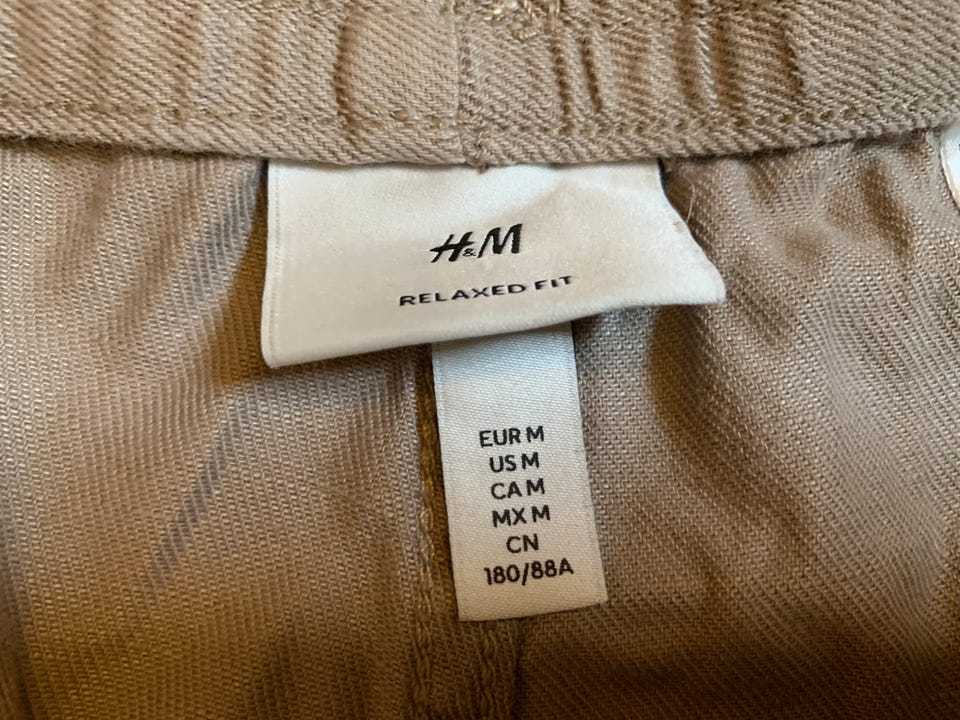 H&M
RELAXED FIT
EUR M
US M
CA M
MX M
CN
180/88A